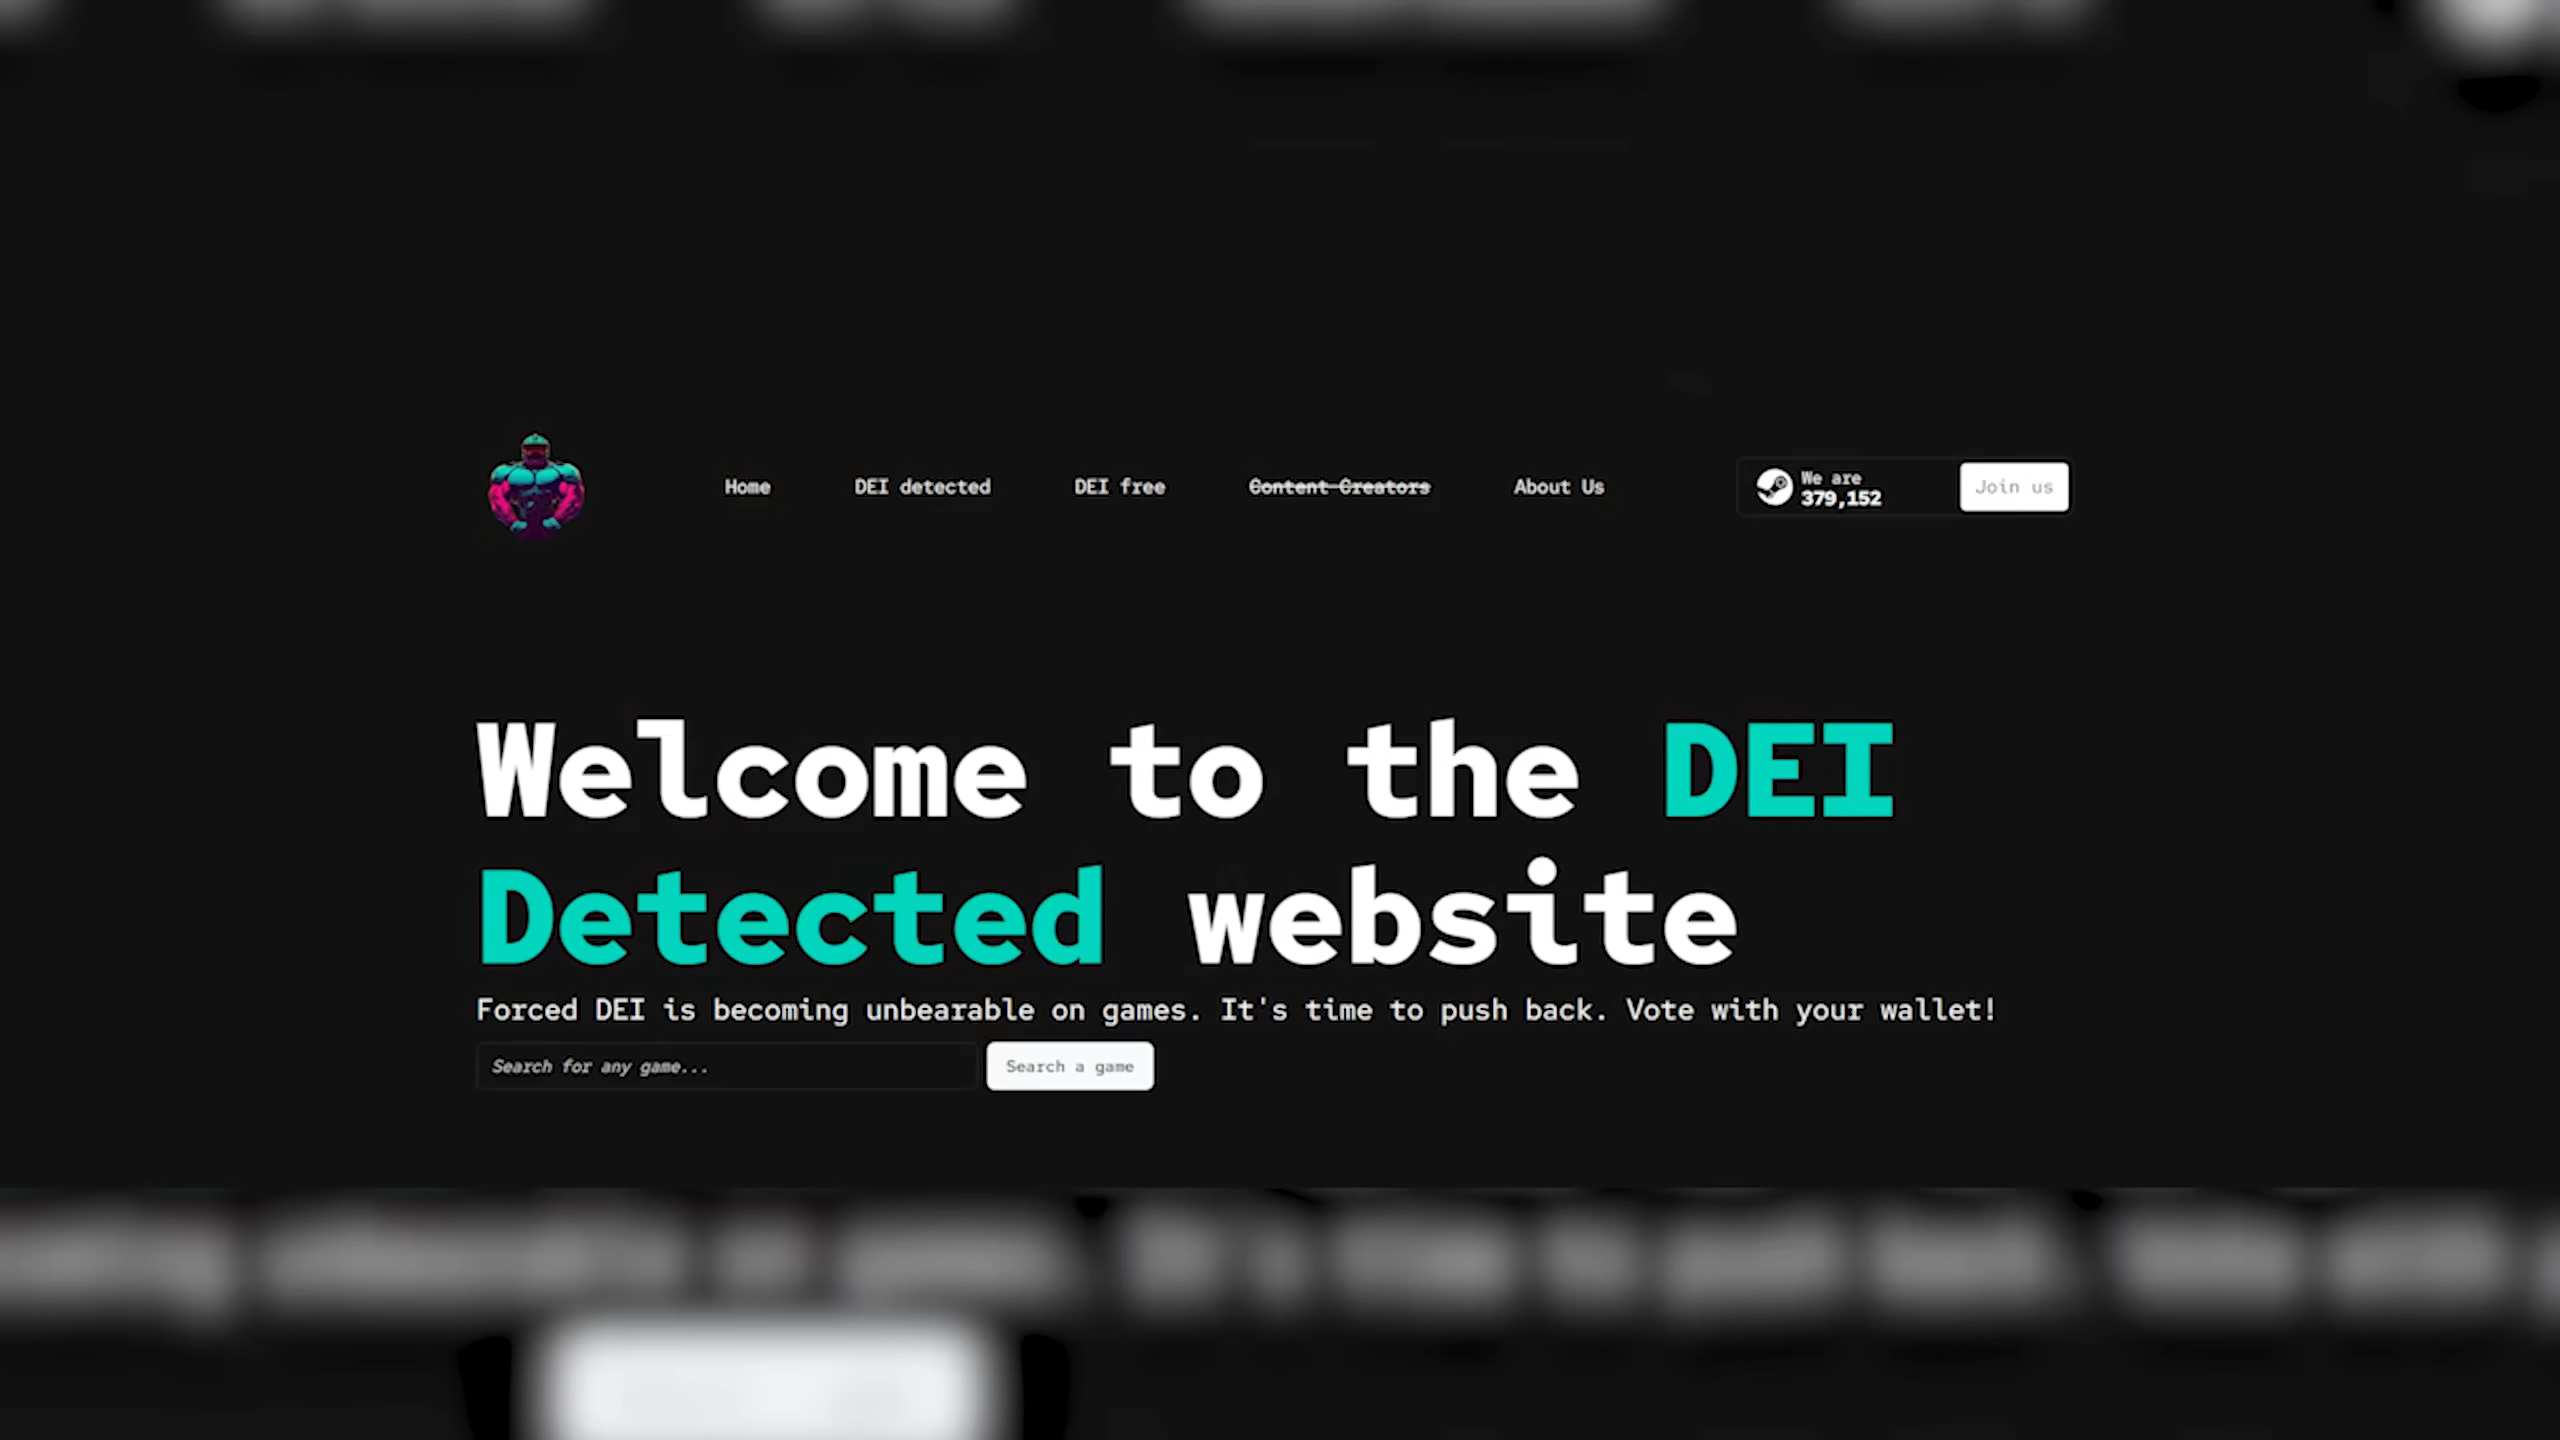 Home DEI detected DEI free Content Creators About Us We are 379,152 Join us
Welcome to the DEI
Detected website
Forced DEI is becoming unbearable on games. It's time to push back. Vote with your wallet!
Search for any game... Search a game